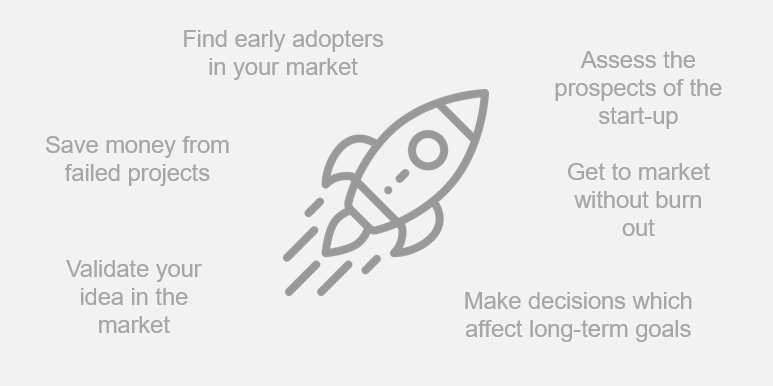 Find early adopters
in your market
Assess the
prospects of the
start-up
Save money from
failed projects
Get to market
without burn
out
Validate your
idea in the
market
Make decisions which
affect long-term goals